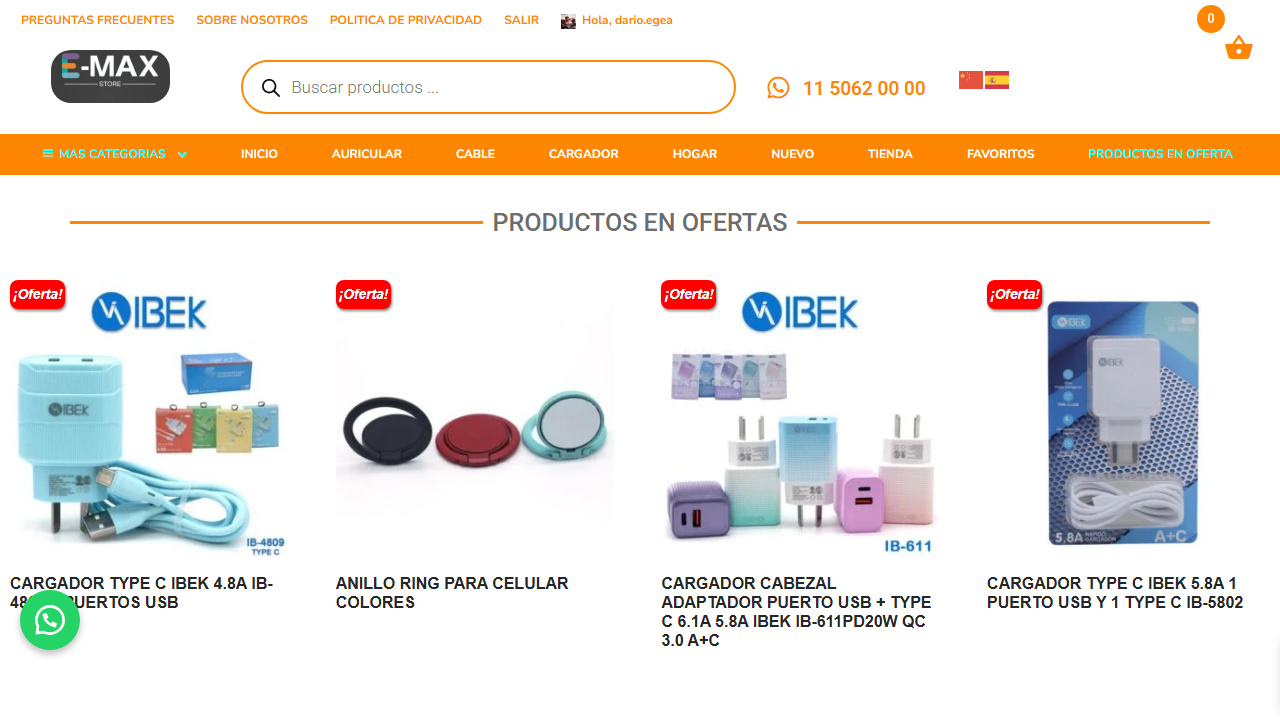 PREGUNTAS FRECUENTES SOBRE NOSOTROS POLITICA DE PRIVACIDAD SALIR Hola, dario.egea 0
E-MAX
STORE
Buscar productos ...
11 5062 00 00
MAS CATEGORIAS INICIO AURICULAR CABLE CARGADOR HOGAR NUEVO TIENDA FAVORITOS PRODUCTOS EN OFERTA
PRODUCTOS EN OFERTAS
¡Oferta! ¡Oferta! ¡Oferta! ¡Oferta!
IBEK
IBEK
IB-4809
TYPE C
IBEK
IB-611
IBEK
5,8A
A+C
CARGADOR TYPE C IBEK 4.8A IB-
PUERTOS USB
ANILLO RING PARA CELULAR
COLORES
CARGADOR CABEZAL
ADAPTADOR PUERTO USB + TYPE
C 6.1A 5.8A IBEK IB-611PD20W QC
3.0 A+C
CARGADOR TYPE C IBEK 5.8A 1
PUERTO USB Y 1 TYPE C IB-5802